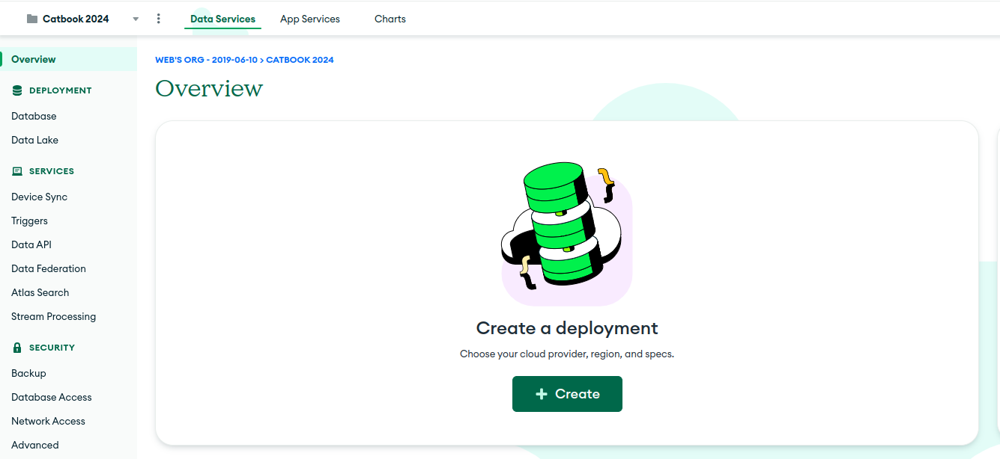 Catbook 2024
Data Services
App Services
Charts
Overview
DEPLOYMENT
Database
Data Lake
SERVICES
Device Sync
Triggers
Data API
Data Federation
Atlas Search
Stream Processing
SECURITY
Backup
Database Access
Network Access
Advanced
WEB'S ORG - 2019-06-10 > CATBOOK 2024
Overview
Create a deployment
Choose your cloud provider, region, and specs.
+ Create